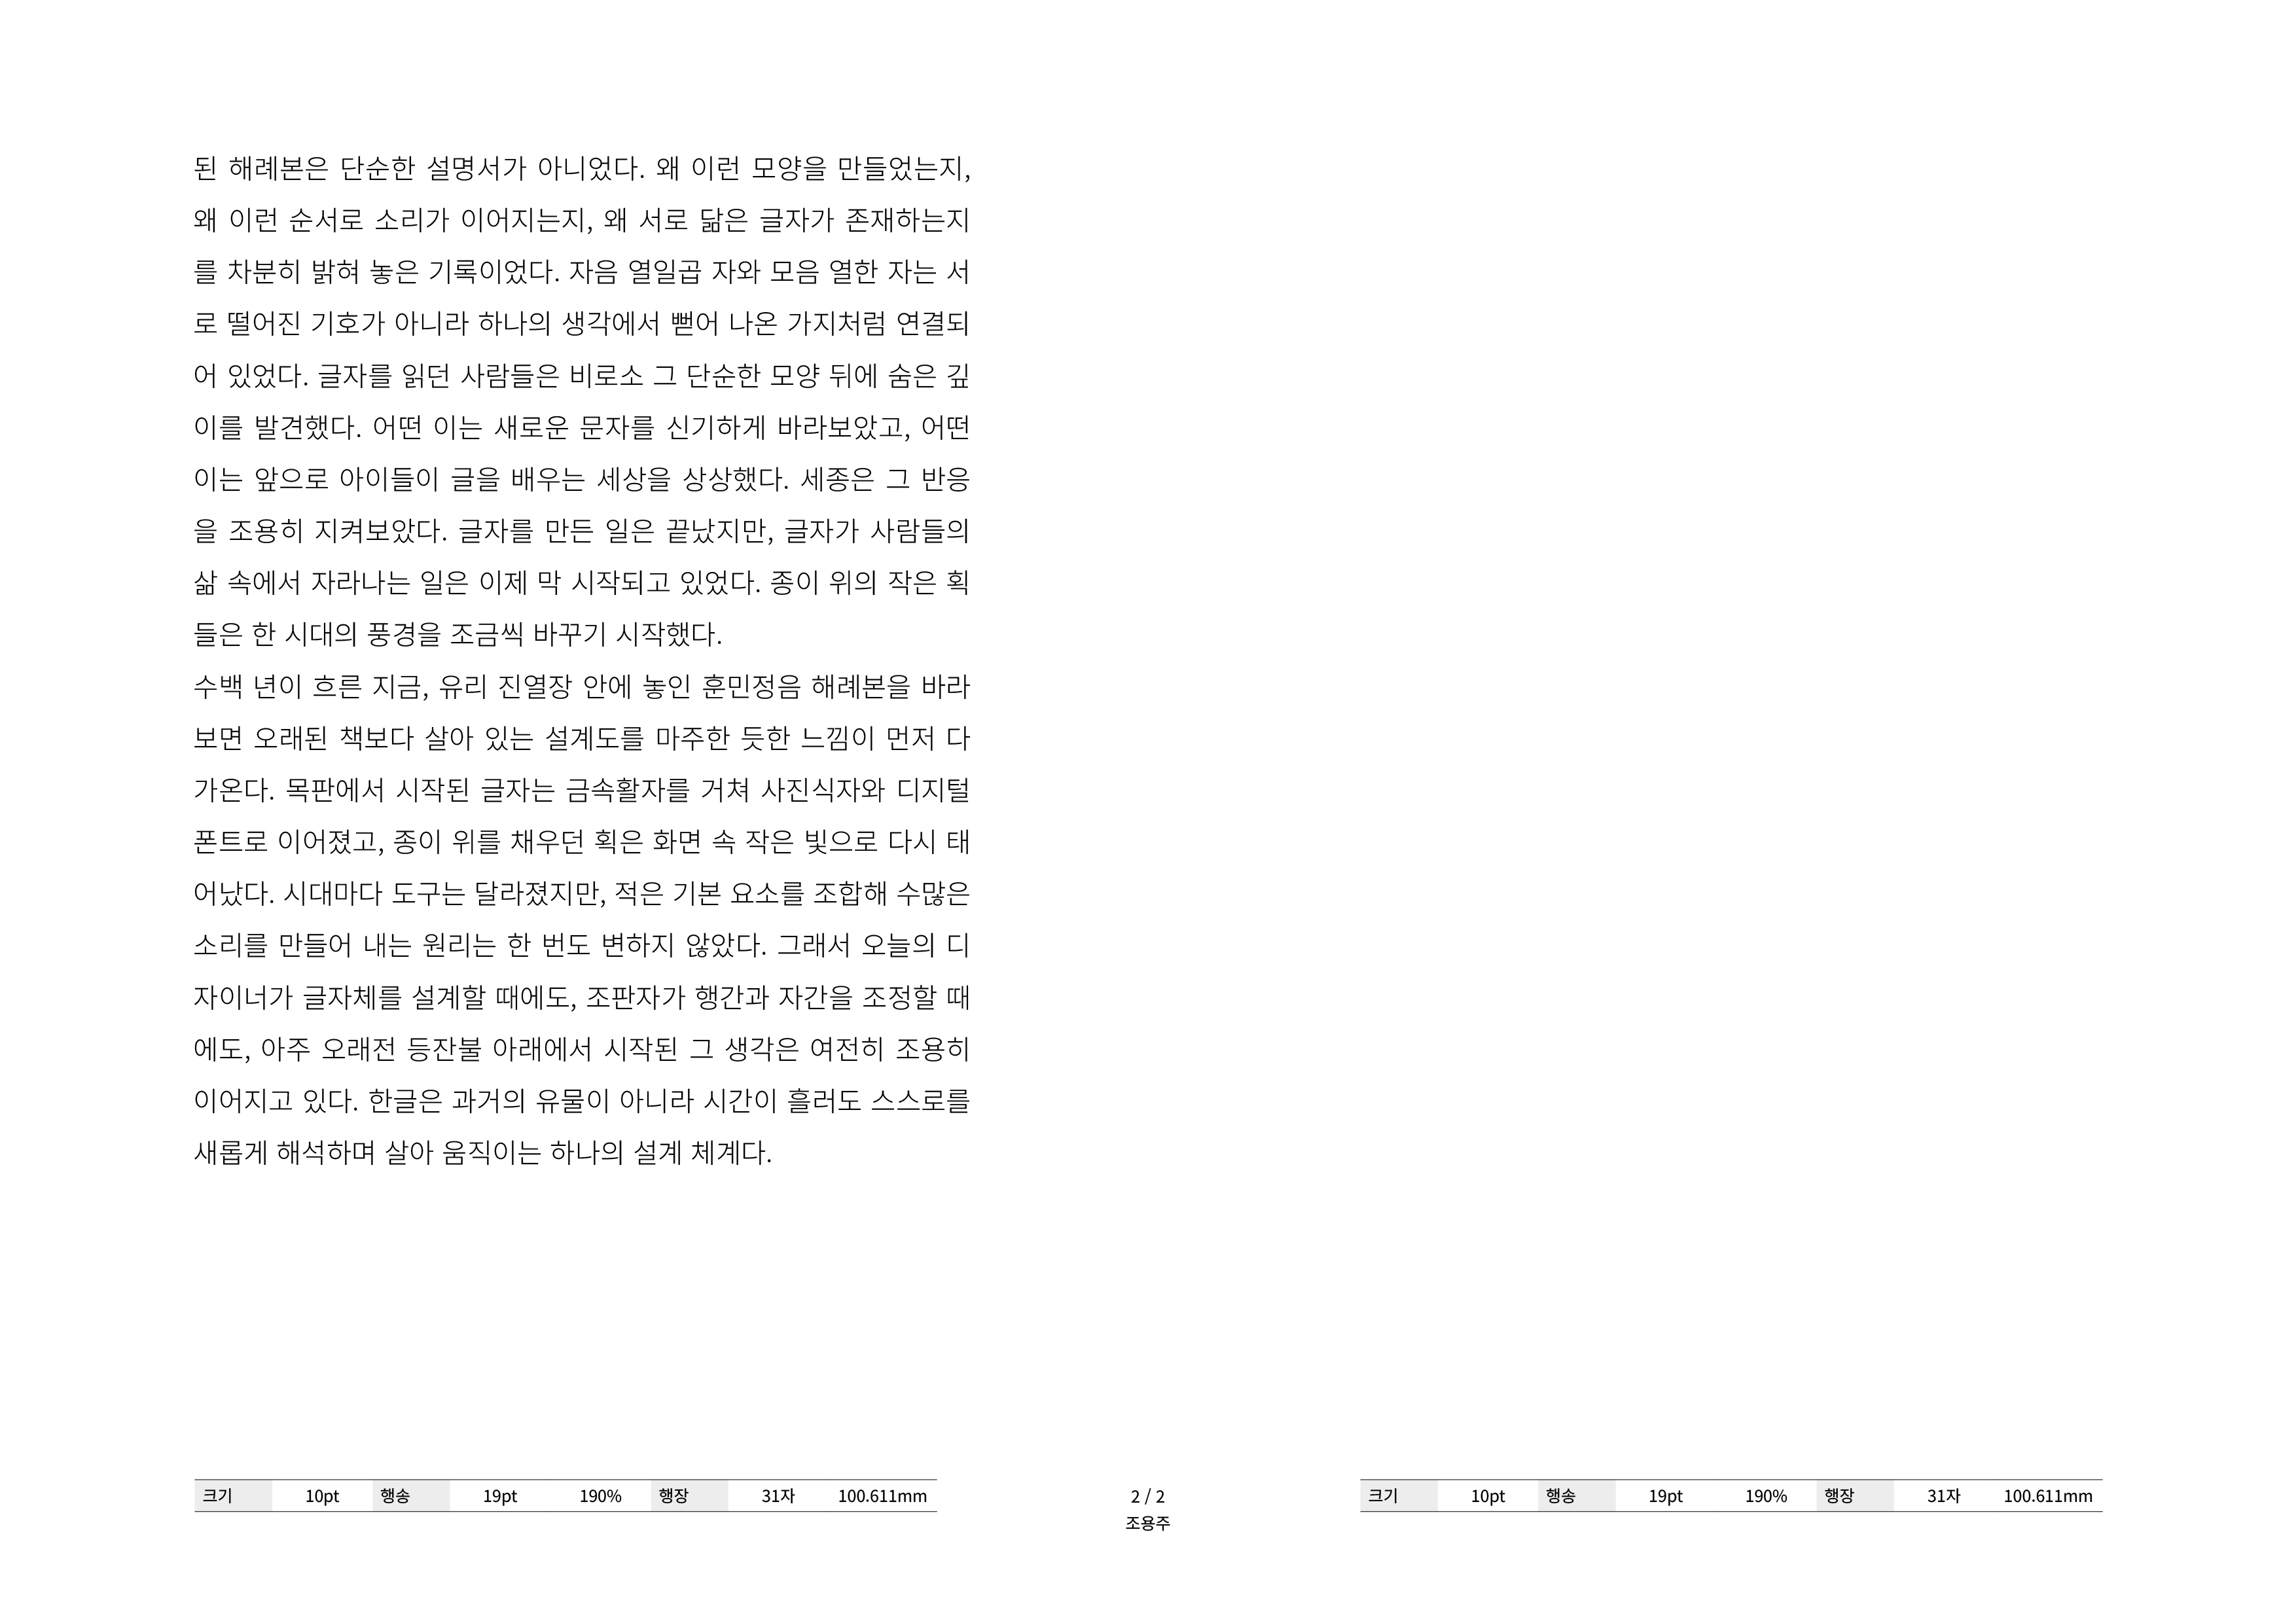 된 해례본은 단순한 설명서가 아니었다. 왜 이런 모양을 만들었는지,
왜 이런 순서로 소리가 이어지는지, 왜 서로 닮은 글자가 존재하는지
를 차분히 밝혀 놓은 기록이었다. 자음 열일곱 자와 모음 열한 자는 서
로 떨어진 기호가 아니라 하나의 생각에서 뻗어 나온 가지처럼 연결되
어 있었다. 글자를 읽던 사람들은 비로소 그 단순한 모양 뒤에 숨은 깊
이를 발견했다. 어떤 이는 새로운 문자를 신기하게 바라보았고, 어떤
이는 앞으로 아이들이 글을 배우는 세상을 상상했다. 세종은 그 반응
을 조용히 지켜보았다. 글자를 만든 일은 끝났지만, 글자가 사람들의
삶 속에서 자라나는 일은 이제 막 시작되고 있었다. 종이 위의 작은 획
들은 한 시대의 풍경을 조금씩 바꾸기 시작했다.
수백 년이 흐른 지금, 유리 진열장 안에 놓인 훈민정음 해례본을 바라
보면 오래된 책보다 살아 있는 설계도를 마주한 듯한 느낌이 먼저 다
가온다. 목판에서 시작된 글자는 금속활자를 거쳐 사진식자와 디지털
폰트로 이어졌고, 종이 위를 채우던 획은 화면 속 작은 빛으로 다시 태
어났다. 시대마다 도구는 달라졌지만, 적은 기본 요소를 조합해 수많은
소리를 만들어 내는 원리는 한 번도 변하지 않았다. 그래서 오늘의 디
자이너가 글자체를 설계할 때에도, 조판자가 행간과 자간을 조정할 때
에도, 아주 오래전 등잔불 아래에서 시작된 그 생각은 여전히 조용히
이어지고 있다. 한글은 과거의 유물이 아니라 시간이 흘러도 스스로를
새롭게 해석하며 살아 움직이는 하나의 설계 체계다.
크기 10pt 행송 19pt 190% 행장 31자 100.611mm
2 / 2
조용주
크기 10pt 행송 19pt 190% 행장 31자 100.611mm